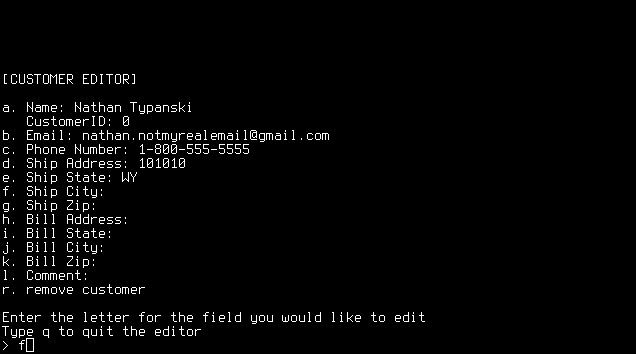 [CUSTOMER EDITOR]
a. Name: Nathan Typanski
CustomerID: 0
b. Email: nathan.notmyrealemail@gmail.com
c. Phone Number: 1-800-555-5555
d. Ship Address: 101010
e. Ship State: WY
f. Ship City:
g. Ship Zip:
h. Bill Address:
i. Bill State:
j. Bill City:
k. Bill Zip:
l. Comment:
r. remove customer
Enter the letter for the field you would like to edit
Type q to quit the editor
> f